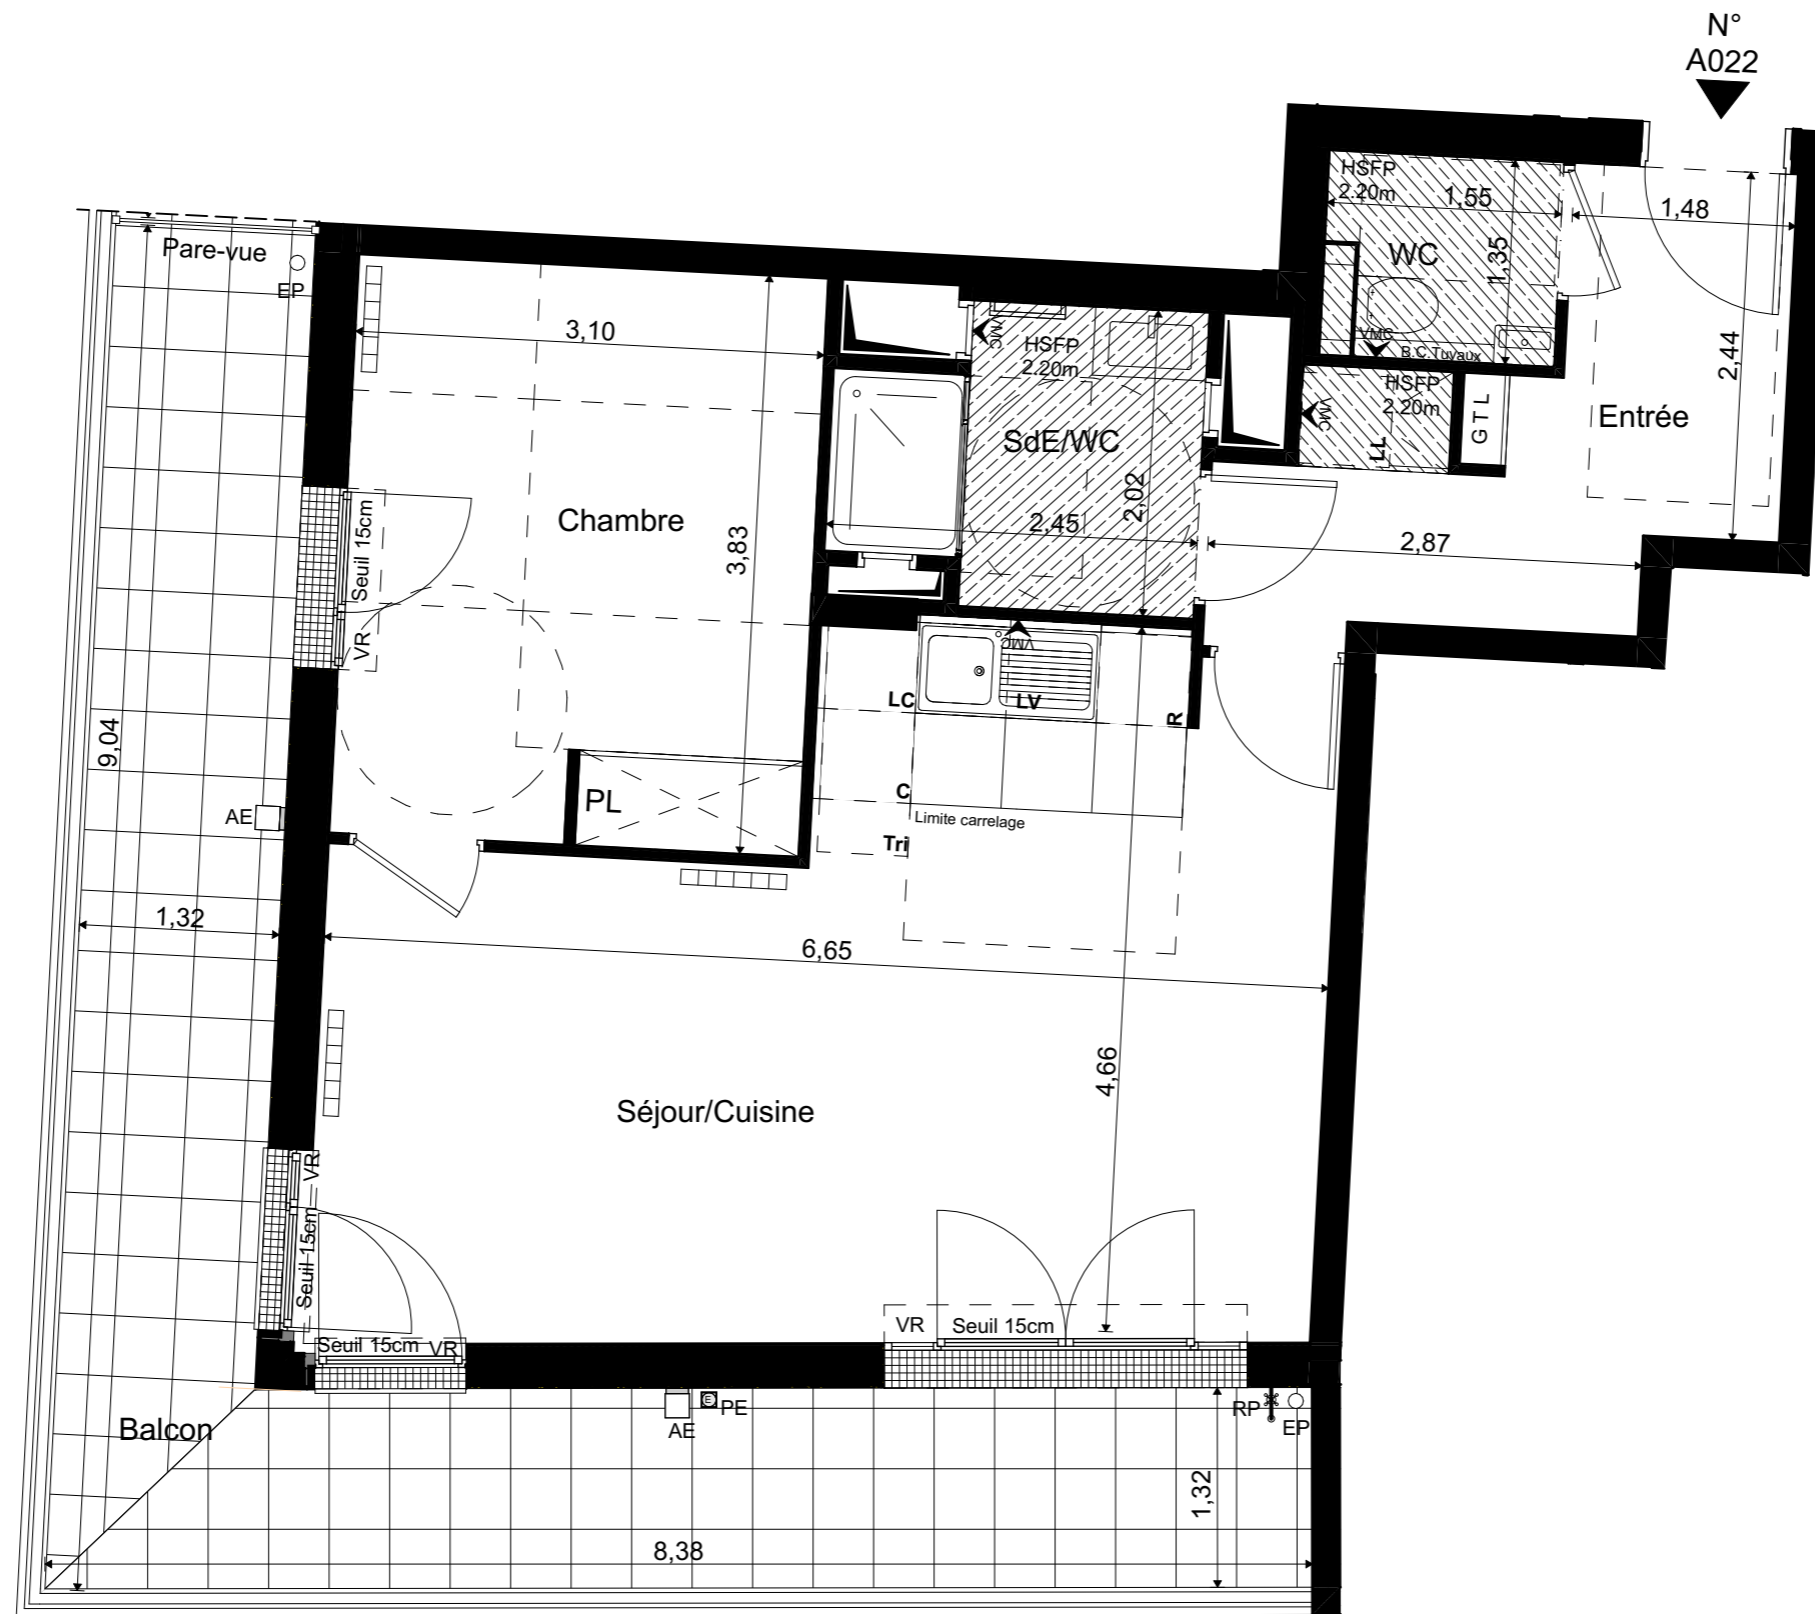 N°
A022
HSFP
2.20m
1,55
1,48
WC
1,35
VMC
B.C.Tuyaux
2,44
Pare-vue
EP
3,10
VMC
HSFP
2.20m
HSFP
2.20m
VMC
LL
G T L
Entrée
SdE/WC
2,02
2,45
2,87
Chambre
3,83
Seuil 15cm
VR
VMC
LC
LV
R
9,04
PL
C
Limite carrelage
Tri
AE
1,32
6,65
4,66
Séjour/Cuisine
VR
Seuil 15cm
Seuil 15cm
VR
VR
Seuil 15cm
Balcon
AE
E
PE
RP
EP
1,32
8,38